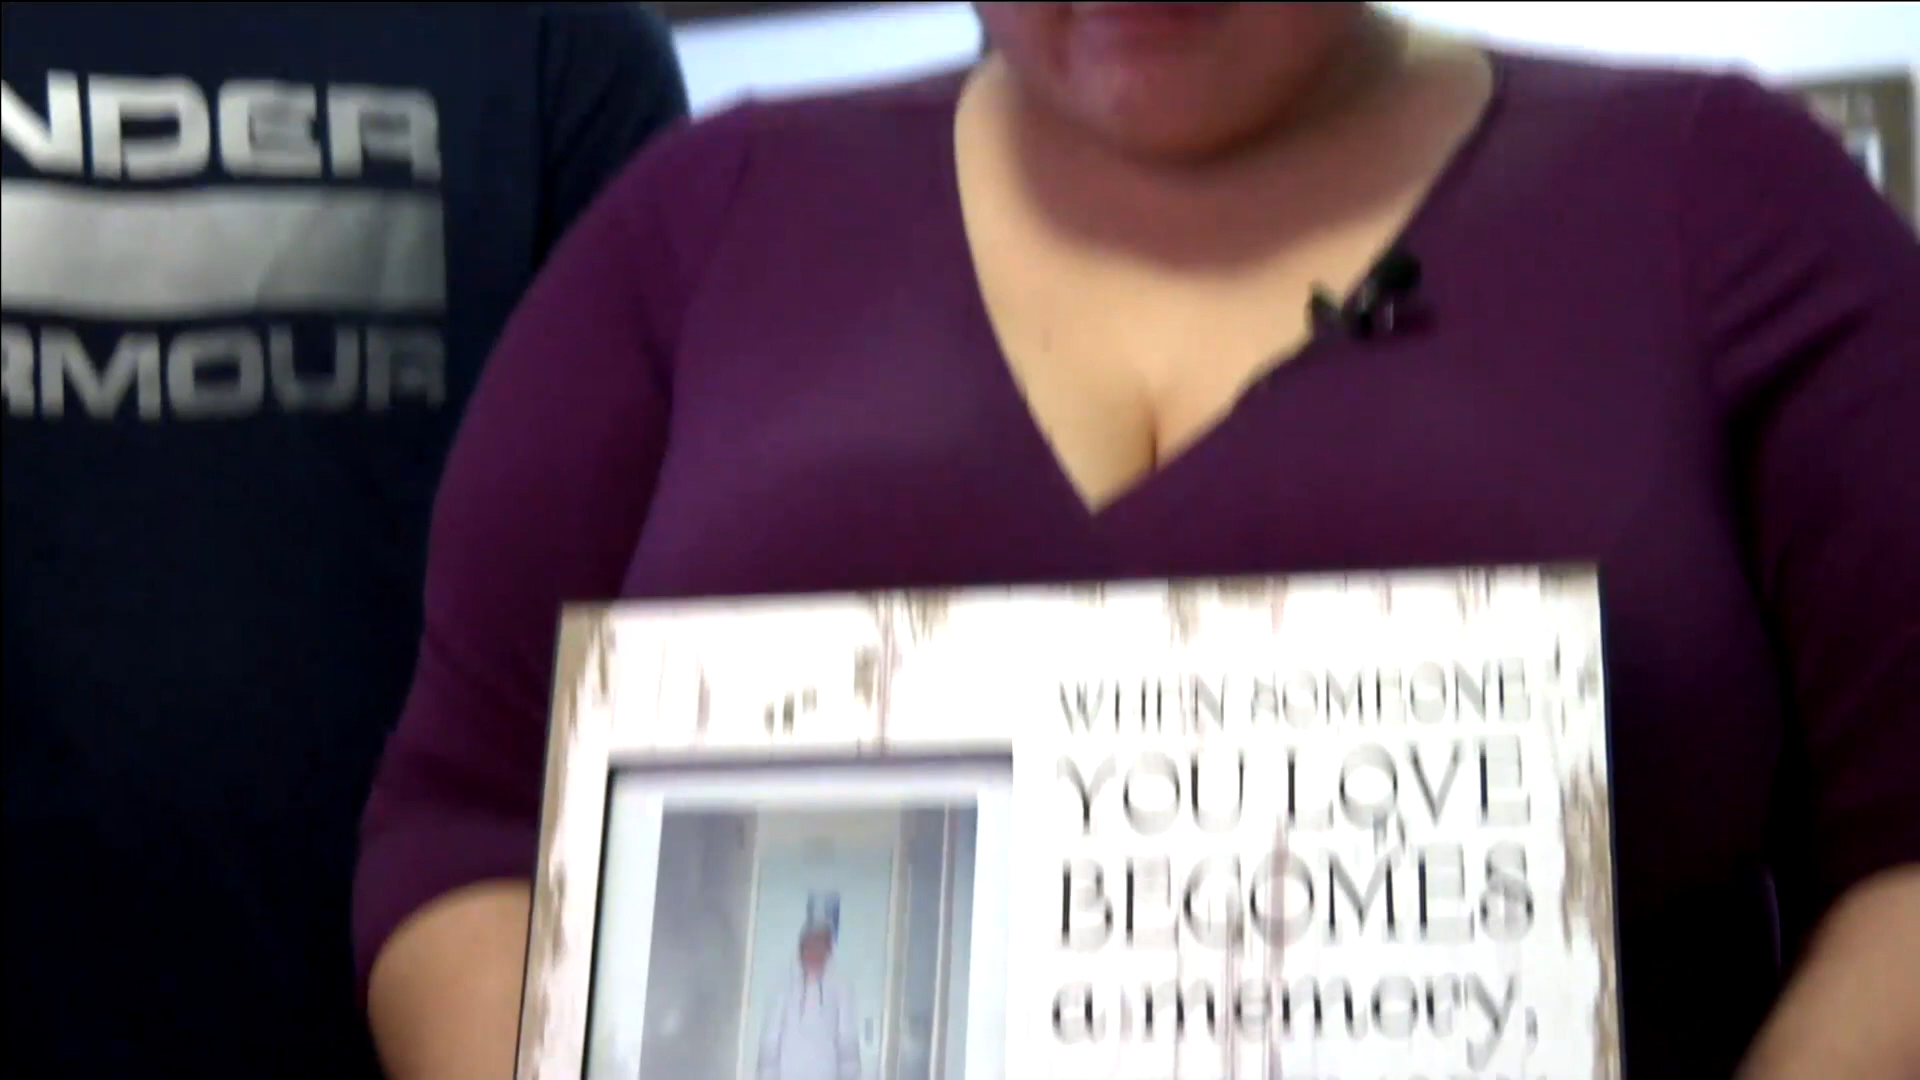 NDER
RMOUR
WHEN SOMEONE
YOU LOVE
BECOMES
a memory,